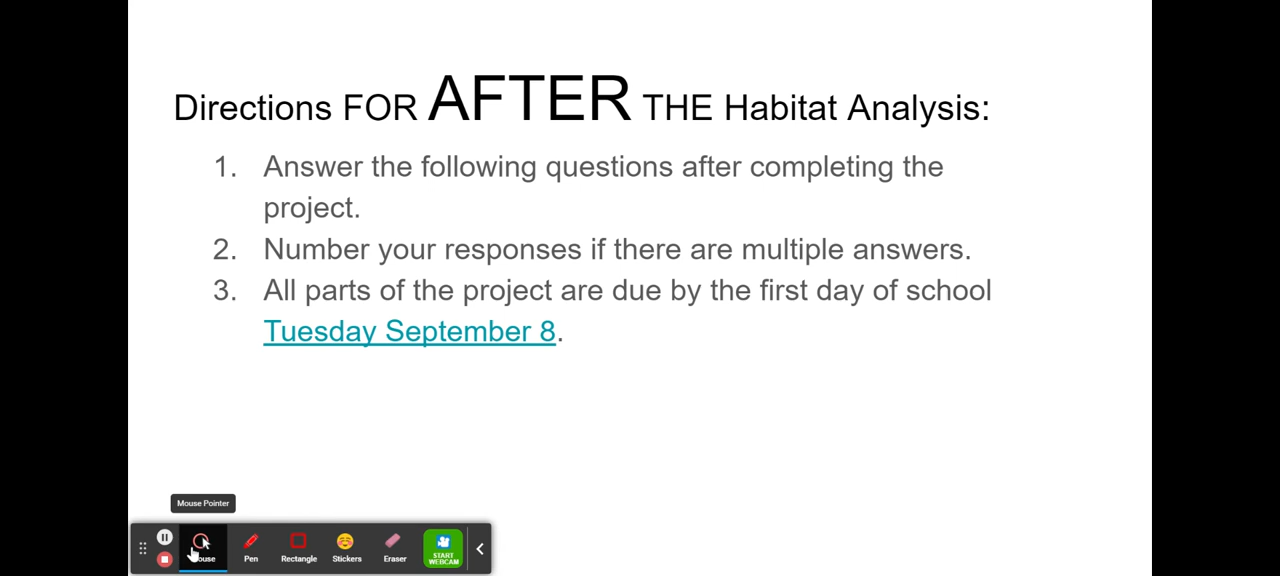 Directions FOR AFTER THE Habitat Analysis:
1. Answer the following questions after completing the
project.
2. Number your responses if there are multiple answers.
3. All parts of the project are due by the first day of school
Tuesday September 8.
Mouse Pointer
Pen
Rectangle
Stickers
Eraser
START
WEBCAM